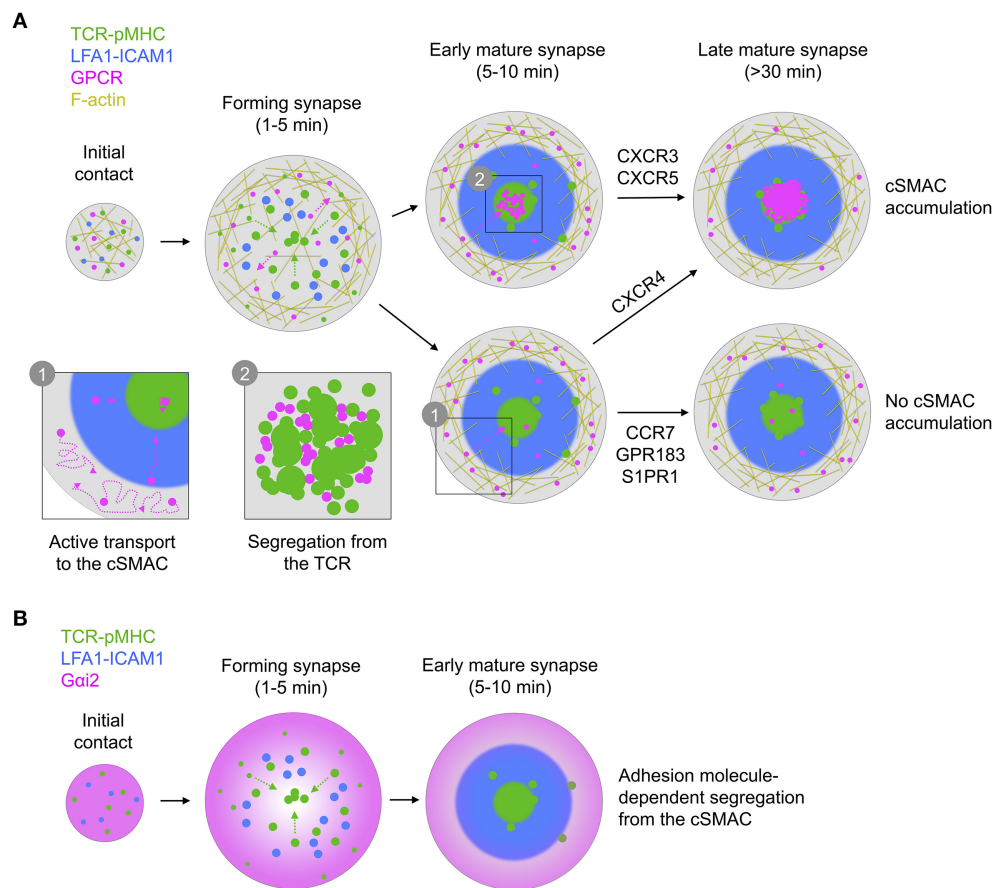 A
TCR-pMHC
LFA1-ICAM1
GPCR
F-actin
Initial
contact
Forming synapse
(1-5 min)
Early mature synapse
(5-10 min)
Late mature synapse
(>30 min)
2
CXCR3
CXCR5
cSMAC
accumulation
CXCR4
1
CCR7
GPR183
S1PR1
No cSMAC
accumulation
1
Active transport
to the cSMAC
2
Segregation from
the TCR
B
TCR-pMHC
LFA1-ICAM1
Gαi2
Initial
contact
Forming synapse
(1-5 min)
Early mature synapse
(5-10 min)
Adhesion molecule-
dependent segregation
from the cSMAC